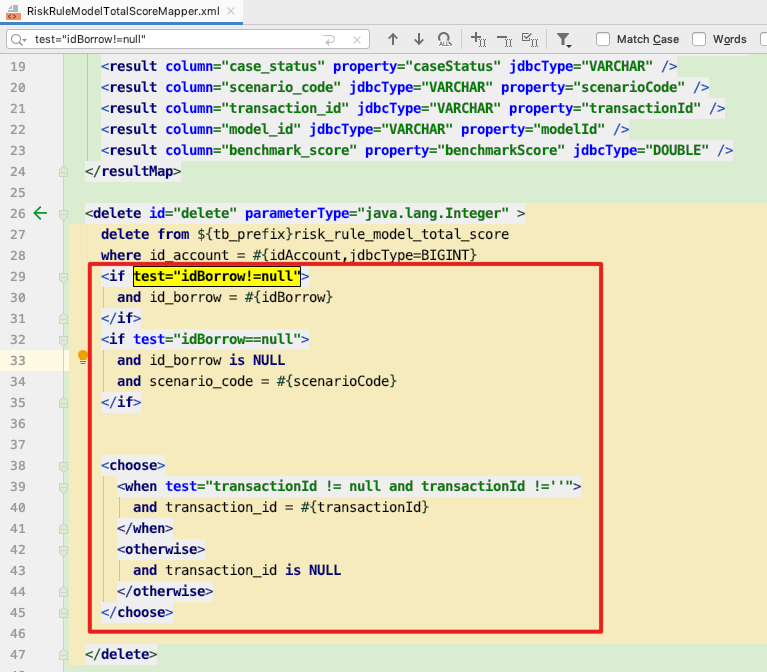 RiskRuleModelTotalScoreMapper.xml
test="idBorrow!=null" Match Case Words
19 <result column="case_status" property="caseStatus" jdbcType="VARCHAR" />
20 <result column="scenario_code" jdbcType="VARCHAR" property="scenarioCode" />
21 <result column="transaction_id" jdbcType="VARCHAR" property="transactionId" />
22 <result column="model_id" jdbcType="VARCHAR" property="modelId" />
23 <result column="benchmark_score" property="benchmarkScore" jdbcType="DOUBLE" />
24 </resultMap>
25
26 <delete id="delete" parameterType="java.lang.Integer" >
27 delete from ${tb_prefix}risk_rule_model_total_score
28 where id_account = #{idAccount,jdbcType=BIGINT}
29 <if test="idBorrow!=null">
30 and id_borrow = #{idBorrow}
31 </if>
32 <if test="idBorrow==null">
33 and id_borrow is NULL
34 and scenario_code = #{scenarioCode}
35 </if>
36
37
38 <choose>
39 <when test="transactionId != null and transactionId !=''">
40 and transaction_id = #{transactionId}
41 </when>
42 <otherwise>
43 and transaction_id is NULL
44 </otherwise>
45 </choose>
46
47 </delete>